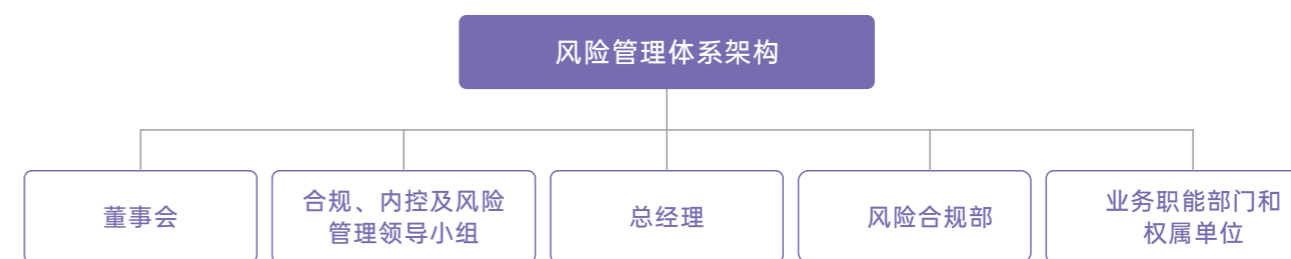 风险管理体系架构
董事会
合规、内控及风险
管理领导小组
总经理
风险合规部
业务职能部门和
权属单位